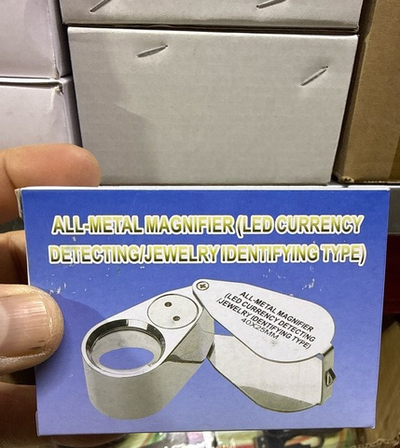 ALL-METAL MAGNIFIER (LED CURRENCY
DETECTING/JEWELRY IDENTIFYING TYPE)
ALL-METAL MAGNIFIER
(LED CURRENCY DETECTING
/JEWELRY IDENTIFYING TYPE)
40X25MM